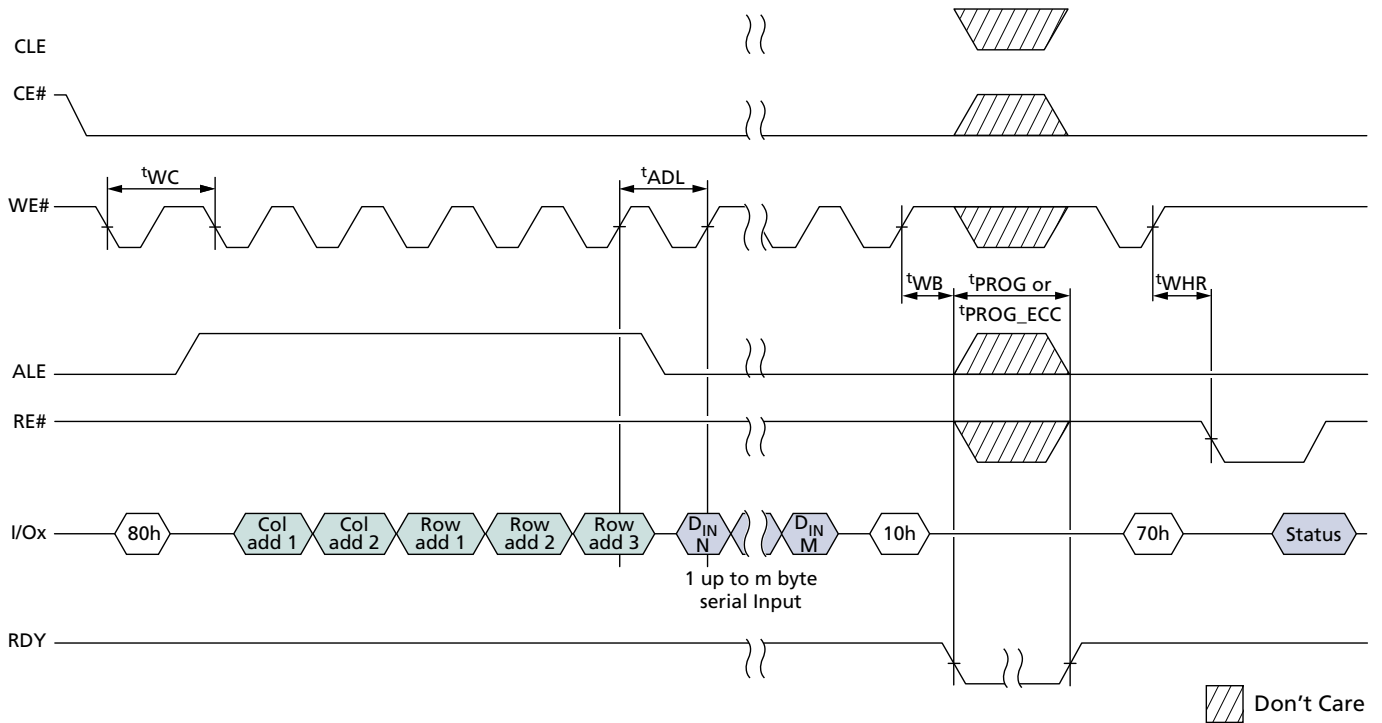 CLE
CE#
tWC
tADL
WE#
tWB
tPROG or
tPROG_ECC
tWHR
ALE
RE#
I/Ox
80h
Col
add 1
Col
add 2
Row
add 1
Row
add 2
Row
add 3
DIN
N
DIN
M
10h
70h
Status
1 up to m byte
serial Input
RDY
Don't Care